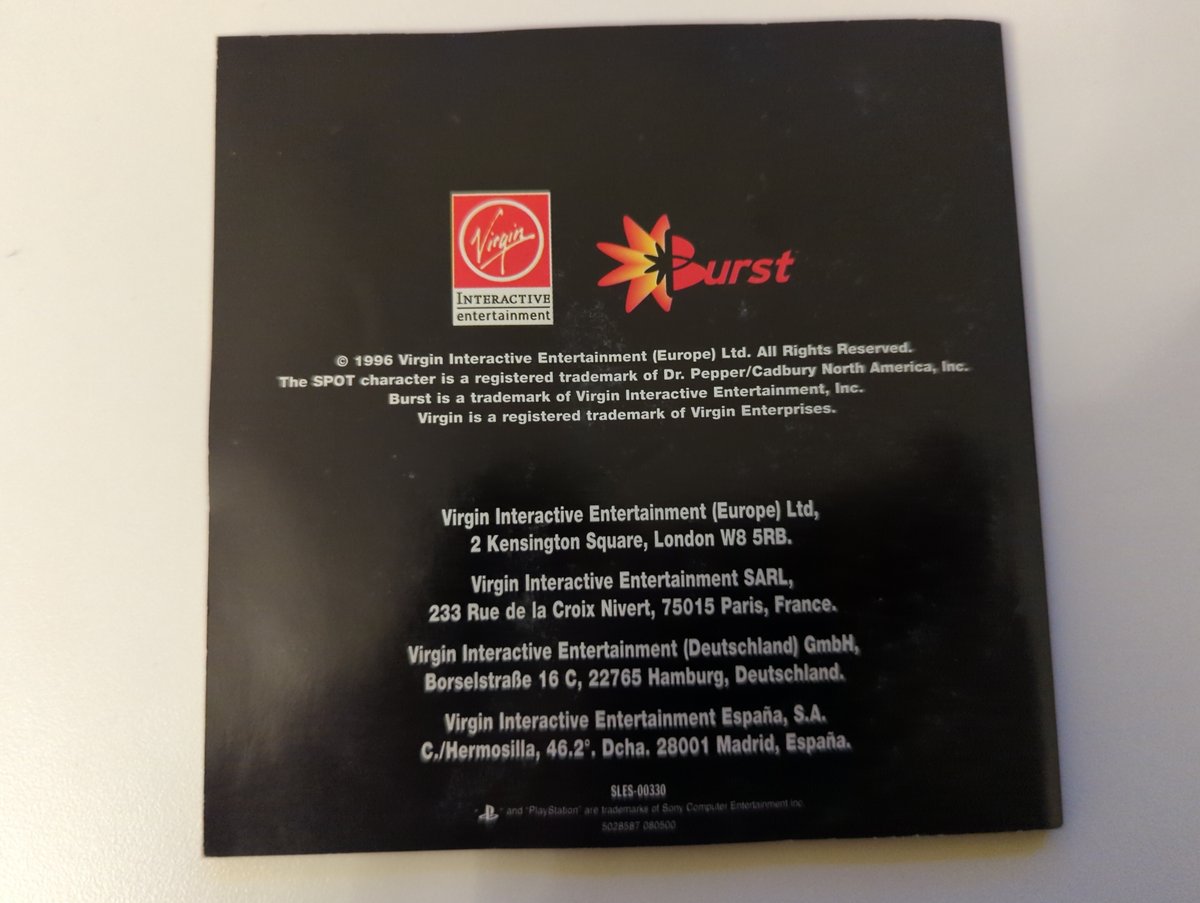 Virgin
INTERACTIVE
entertainment
Burst™
© 1996 Virgin Interactive Entertainment (Europe) Ltd. All Rights Reserved.
The SPOT character is a registered trademark of Dr. Pepper/Cadbury North America, Inc.
Burst is a trademark of Virgin Interactive Entertainment, Inc.
Virgin is a registered trademark of Virgin Enterprises.
Virgin Interactive Entertainment (Europe) Ltd,
2 Kensington Square, London W8 5RB.
Virgin Interactive Entertainment SARL,
233 Rue de la Croix Nivert, 75015 Paris, France.
Virgin Interactive Entertainment (Deutschland) GmbH,
Borselstraße 16 C, 22765 Hamburg, Deutschland.
Virgin Interactive Entertainment España, S.A.
C./Hermosilla, 46.2°. Dcha. 28001 Madrid, España.
SLES-00330
" " and "PlayStation" are trademarks of Sony Computer Entertainment Inc.
5028587 080500